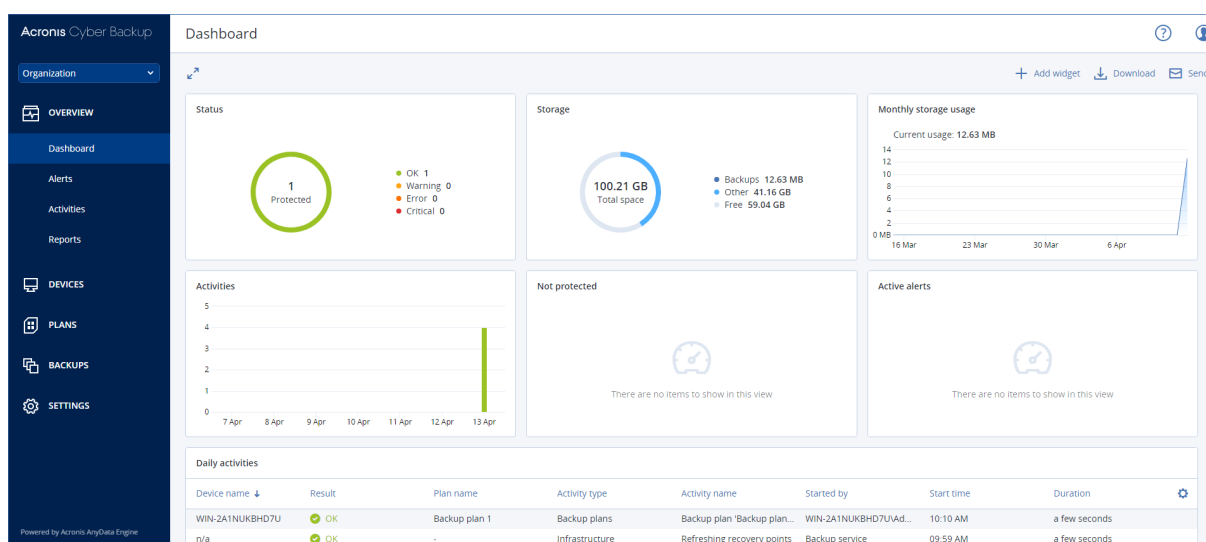 Acronis Cyber Backup
Dashboard
Organization
Add widget Download Send
OVERVIEW
Dashboard
Alerts
Activities
Reports
DEVICES
PLANS
BACKUPS
SETTINGS
Powered by Acronis AnyData Engine
Status
1
Protected
OK 1
Warning 0
Error 0
Critical 0
Storage
100.21 GB
Total space
Backups 12.63 MB
Other 41.16 GB
Free 59.04 GB
Monthly storage usage
Current usage: 12.63 MB
14
12
10
8
6
4
2
0 MB
16 Mar 23 Mar 30 Mar 6 Apr
Activities
5
4
3
2
1
0
7 Apr 8 Apr 9 Apr 10 Apr 11 Apr 12 Apr 13 Apr
Not protected
There are no items to show in this view
Active alerts
There are no items to show in this view
Daily activities
Device name Result Plan name Activity type Activity name Started by Start time Duration
WIN-2A1NUKBHD7U OK Backup plan 1 Backup plans Backup plan 'Backup plan... WIN-2A1NUKBHD7U\Ad... 10:10 AM a few seconds
n/a OK - Infrastructure Refreshing recovery points Backup service 09:59 AM a few seconds